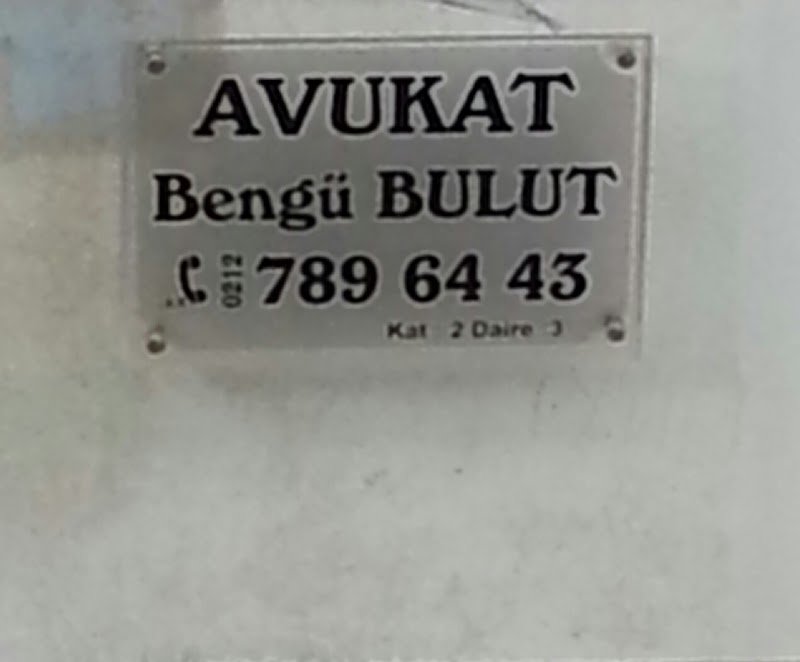 AVUKAT
Bengü BULUT
0212 789 64 43
Kat 2 Daire 3